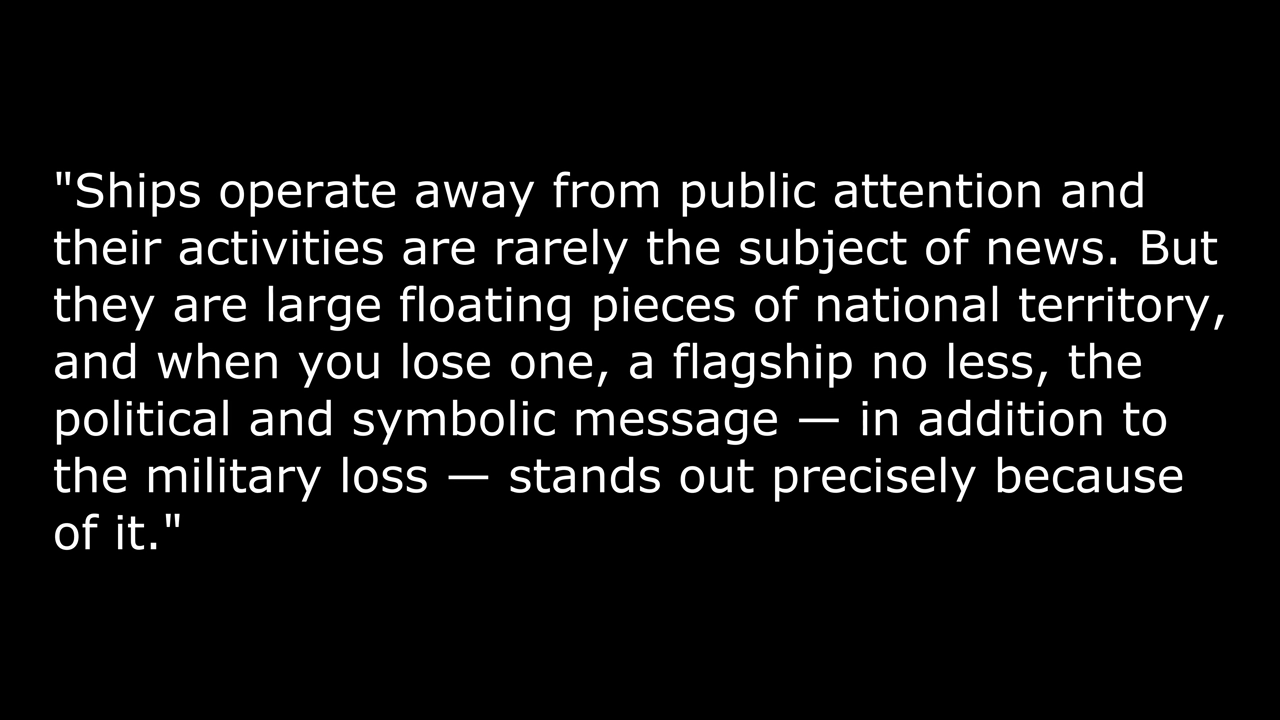 "Ships operate away from public attention and
their activities are rarely the subject of news. But
they are large floating pieces of national territory,
and when you lose one, a flagship no less, the
political and symbolic message — in addition to
the military loss — stands out precisely because
of it."